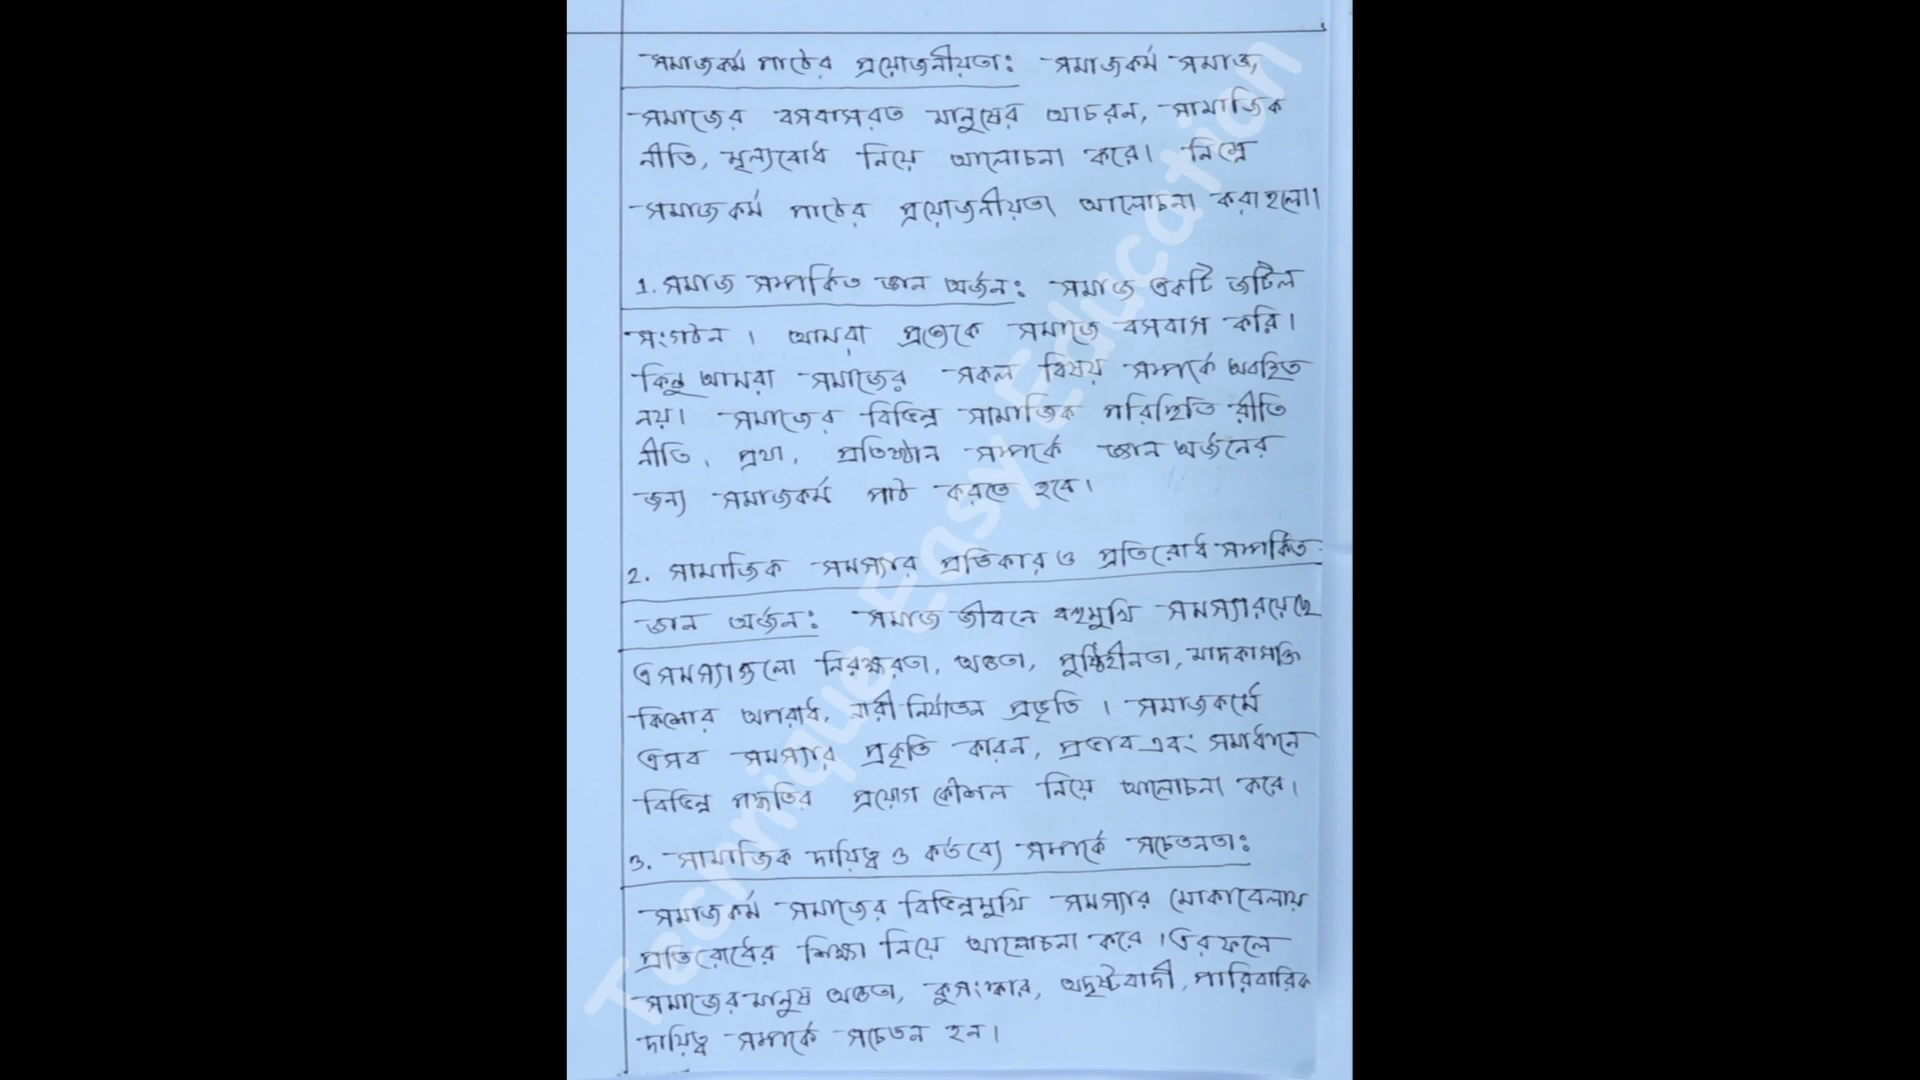 সমাজকর্ম পাঠের প্রয়োজনীয়তাঃ সমাজকর্ম সমাজ,
সমাজের বসবাসরত মানুষের আচরন, সামাজিক
নীতি, মূল্যবোধ নিয়ে আলোচনা করে। নিম্নে
সমাজকর্ম পাঠের প্রয়োজনীয়তা আলোচনা করা হলো।
1. সমাজ সম্পর্কিত জ্ঞান অর্জনঃ সমাজ একটি জটিল
সংগঠন। আমরা প্রত্যেকে সমাজে বসবাস করি।
কিন্তু আমরা সমাজের সকল বিষয় সম্পর্কে অবহিত
নয়। সমাজের বিভিন্ন সামাজিক পরিস্থিতি রীতি
নীতি, প্রথা, প্রতিষ্ঠান সম্পর্কে জ্ঞান অর্জনের
জন্য সমাজকর্ম পাঠ করতে হবে।
2. সামাজিক সমস্যার প্রতিকার ও প্রতিরোধ সম্পর্কিত
জ্ঞান অর্জনঃ সমাজ জীবনে বহুমুখি সমস্যা রয়েছে
এ সমস্যাগুলো নিরক্ষরতা, অজ্ঞতা, পুষ্টিহীনতা, মাদকাসক্তি
কিশোর অপরাধ, নারী নির্যাতন প্রভৃতি। সমাজকর্মে
এসব সমস্যার প্রকৃতি কারন, প্রভাব এবং সমাধানে
বিভিন্ন পদ্ধতির প্রয়োগ কৌশল নিয়ে আলোচনা করে।
৩. সামাজিক দায়িত্ব ও কর্তব্যে সম্পর্কে সচেতনতাঃ
সমাজকর্ম সমাজের বিভিন্নমুখি সমস্যার মোকাবেলায়
প্রতিরোধের শিক্ষা নিয়ে আলোচনা করে। এর ফলে
সমাজের মানুষ অজ্ঞতা, কুসংস্কার, অদৃষ্টবাদী, পারিবারিক
দায়িত্ব সম্পর্কে সচেতন হন।
Technique Easy Education